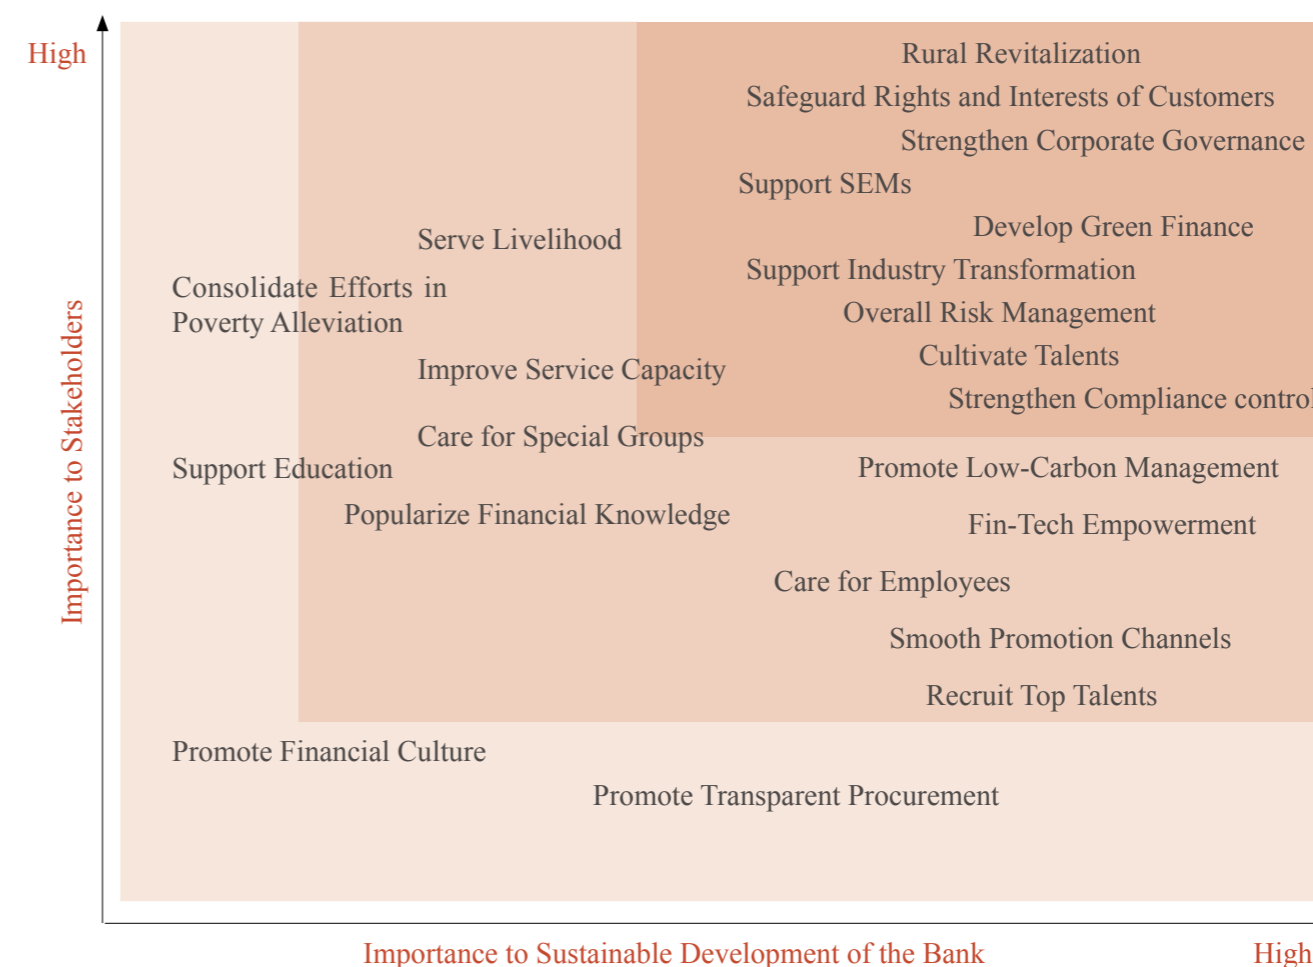 High
Rural Revitalization
Safeguard Rights and Interests of Customers
Strengthen Corporate Governance
Support SEMs
Develop Green Finance
Serve Livelihood
Support Industry Transformation
Consolidate Efforts in
Poverty Alleviation
Overall Risk Management
Cultivate Talents
Improve Service Capacity
Strengthen Compliance control
Care for Special Groups
Support Education
Promote Low-Carbon Management
Popularize Financial Knowledge
Fin-Tech Empowerment
Care for Employees
Smooth Promotion Channels
Recruit Top Talents
Promote Financial Culture
Promote Transparent Procurement
Importance to Stakeholders
Importance to Sustainable Development of the Bank
High